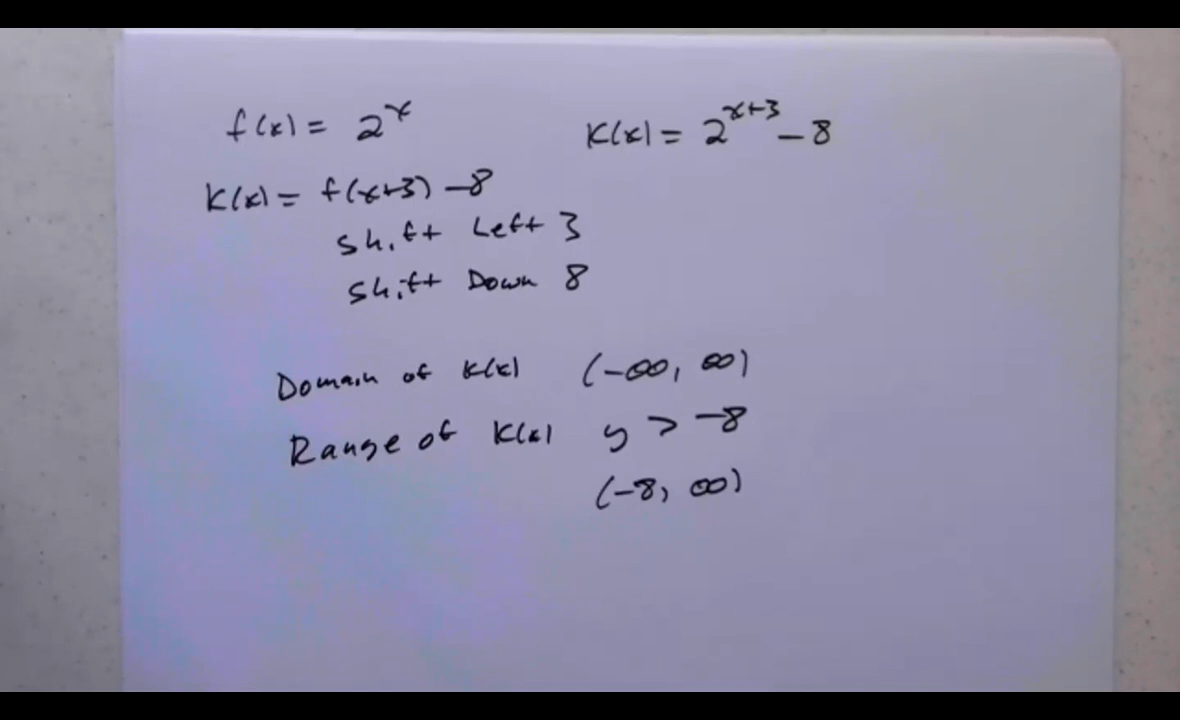 f(x) = 2^x
K(x) = 2^{x+3} - 8
K(x) = f(x+3) - 8
shift Left 3
shift Down 8
Domain of K(x) (-∞, ∞)
Range of K(x) y > -8
(-8, ∞)